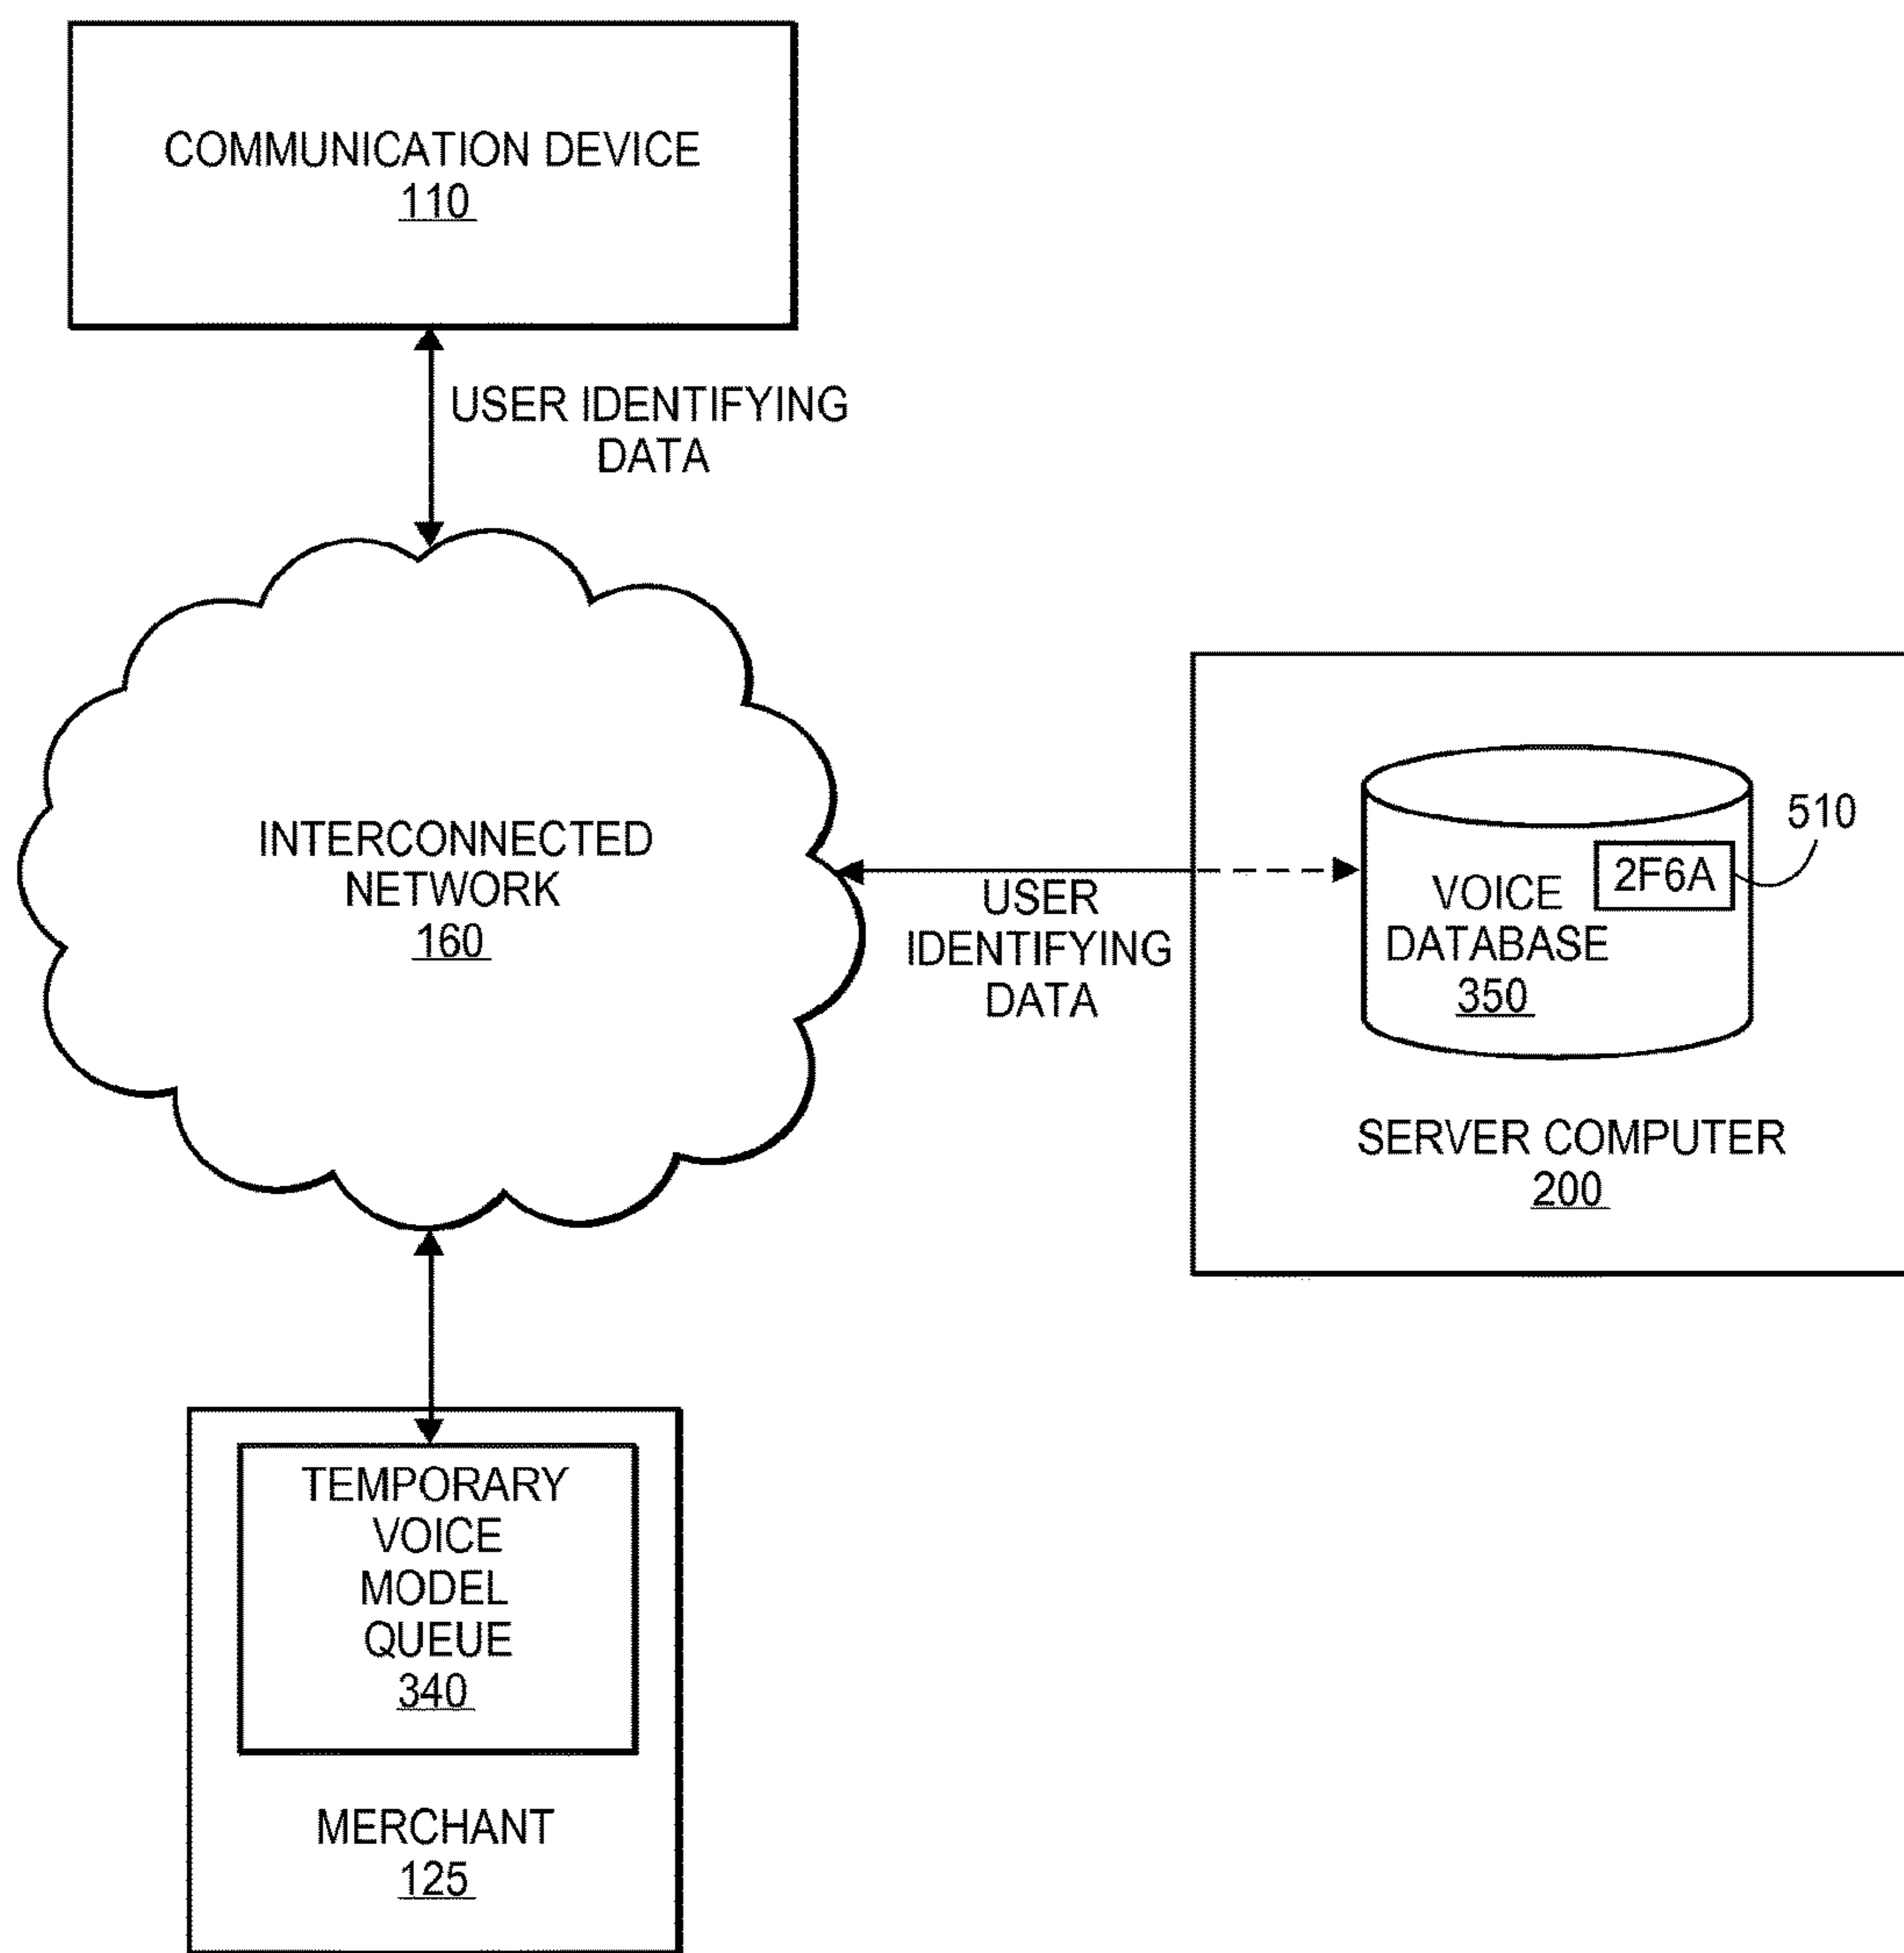 COMMUNICATION DEVICE
110
USER IDENTIFYING
DATA
INTERCONNECTED
NETWORK
160
USER
IDENTIFYING
DATA
510
2F6A
VOICE
DATABASE
350
SERVER COMPUTER
200
TEMPORARY
VOICE
MODEL
QUEUE
340
MERCHANT
125